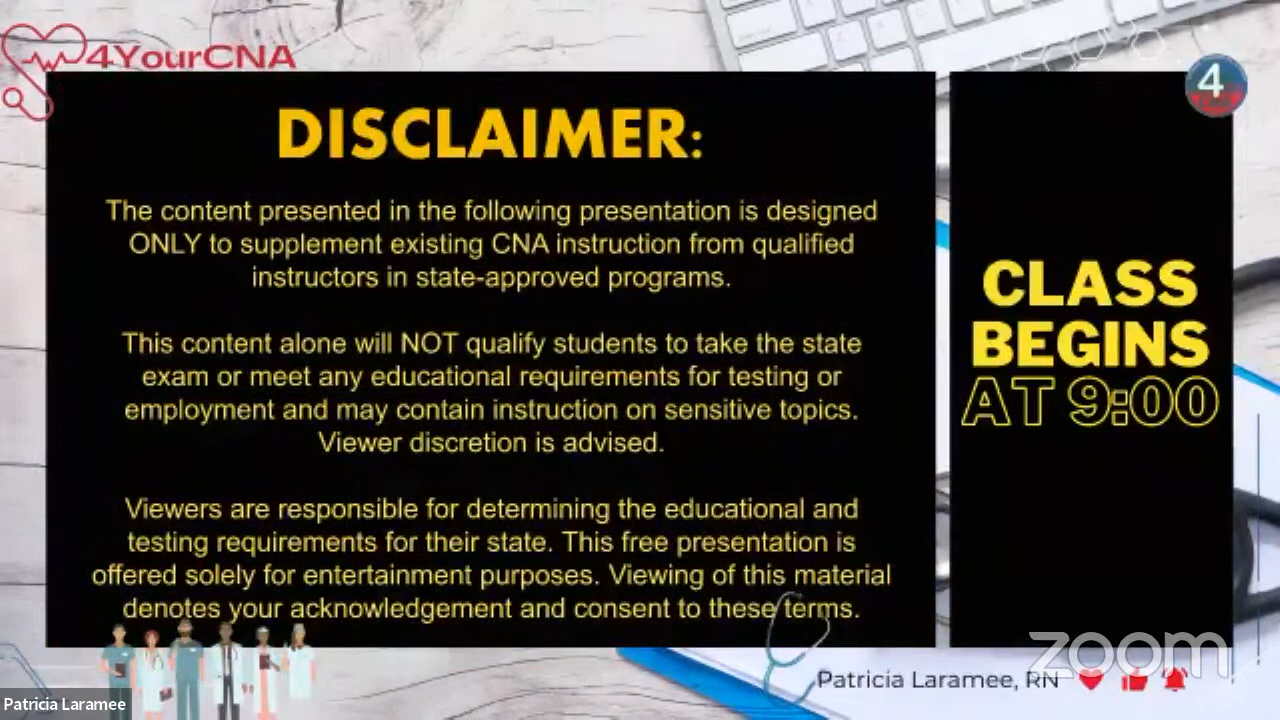 4YourCNA
4
DISCLAIMER:
The content presented in the following presentation is designed
ONLY to supplement existing CNA instruction from qualified
instructors in state-approved programs.
This content alone will NOT qualify students to take the state
exam or meet any educational requirements for testing or
employment and may contain instruction on sensitive topics.
Viewer discretion is advised.
Viewers are responsible for determining the educational and
testing requirements for their state. This free presentation is
offered solely for entertainment purposes. Viewing of this material
denotes your acknowledgement and consent to these terms.
CLASS
BEGINS
AT 9:00
zoom
Patricia Laramee, RN
Patricia Laramee